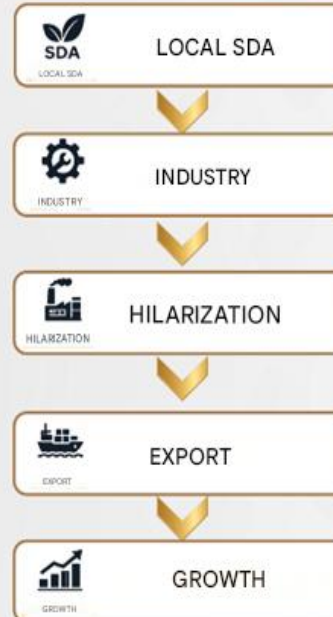 SDA
LOCAL SDA
LOCAL SDA
INDUSTRY
INDUSTRY
HILARIZATION
HILARIZATION
EXPORT
EXPORT
GROWTH
GROWTH